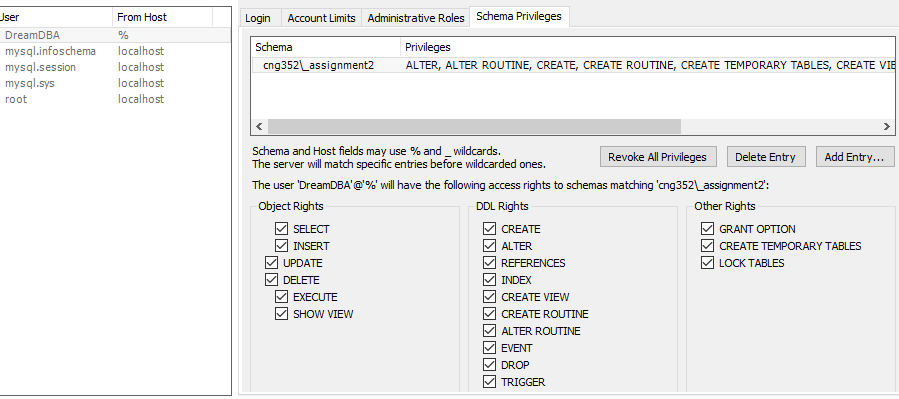 User From Host
DreamDBA %
mysql.infoschema localhost
mysql.session localhost
mysql.sys localhost
root localhost
Login Account Limits Administrative Roles Schema Privileges
Schema Privileges
cng352\_assignment2 ALTER, ALTER ROUTINE, CREATE, CREATE ROUTINE, CREATE TEMPORARY TABLES, CREATE VIE
Schema and Host fields may use % and _ wildcards.
The server will match specific entries before wildcarded ones.
Revoke All Privileges Delete Entry Add Entry...
The user 'DreamDBA'@'%' will have the following access rights to schemas matching 'cng352\_assignment2':
Object Rights
SELECT
INSERT
UPDATE
DELETE
EXECUTE
SHOW VIEW
DDL Rights
CREATE
ALTER
REFERENCES
INDEX
CREATE VIEW
CREATE ROUTINE
ALTER ROUTINE
EVENT
DROP
TRIGGER
Other Rights
GRANT OPTION
CREATE TEMPORARY TABLES
LOCK TABLES